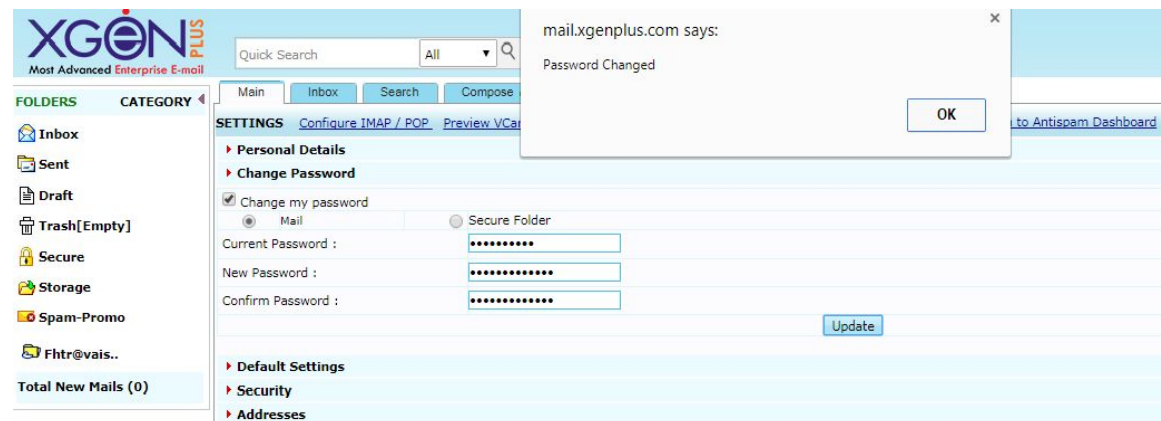 XGEN PLUS
Most Advanced Enterprise E-mail
Quick Search
All
mail.xgenplus.com says:
Password Changed
OK
FOLDERS CATEGORY
Inbox
Sent
Draft
Trash[Empty]
Secure
Storage
Spam-Promo
Fhtr@vais..
Total New Mails (0)
Main Inbox Search Compose
SETTINGS Configure IMAP / POP Preview VCar to Antispam Dashboard
Personal Details
Change Password
Change my password
Mail Secure Folder
Current Password :
New Password :
Confirm Password :
Update
Default Settings
Security
Addresses